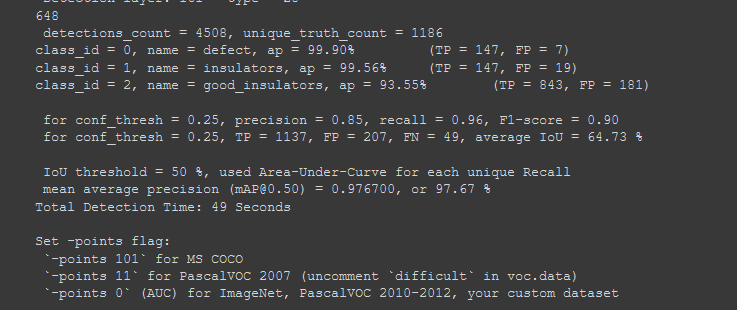 648
detections_count = 4508, unique_truth_count = 1186
class_id = 0, name = defect, ap = 99.90% (TP = 147, FP = 7)
class_id = 1, name = insulators, ap = 99.56% (TP = 147, FP = 19)
class_id = 2, name = good_insulators, ap = 93.55% (TP = 843, FP = 181)
for conf_thresh = 0.25, precision = 0.85, recall = 0.96, F1-score = 0.90
for conf_thresh = 0.25, TP = 1137, FP = 207, FN = 49, average IoU = 64.73 %
IoU threshold = 50 %, used Area-Under-Curve for each unique Recall
mean average precision (mAP@0.50) = 0.976700, or 97.67 %
Total Detection Time: 49 Seconds
Set -points flag:
`-points 101` for MS COCO
`-points 11` for PascalVOC 2007 (uncomment `difficult` in voc.data)
`-points 0` (AUC) for ImageNet, PascalVOC 2010-2012, your custom dataset